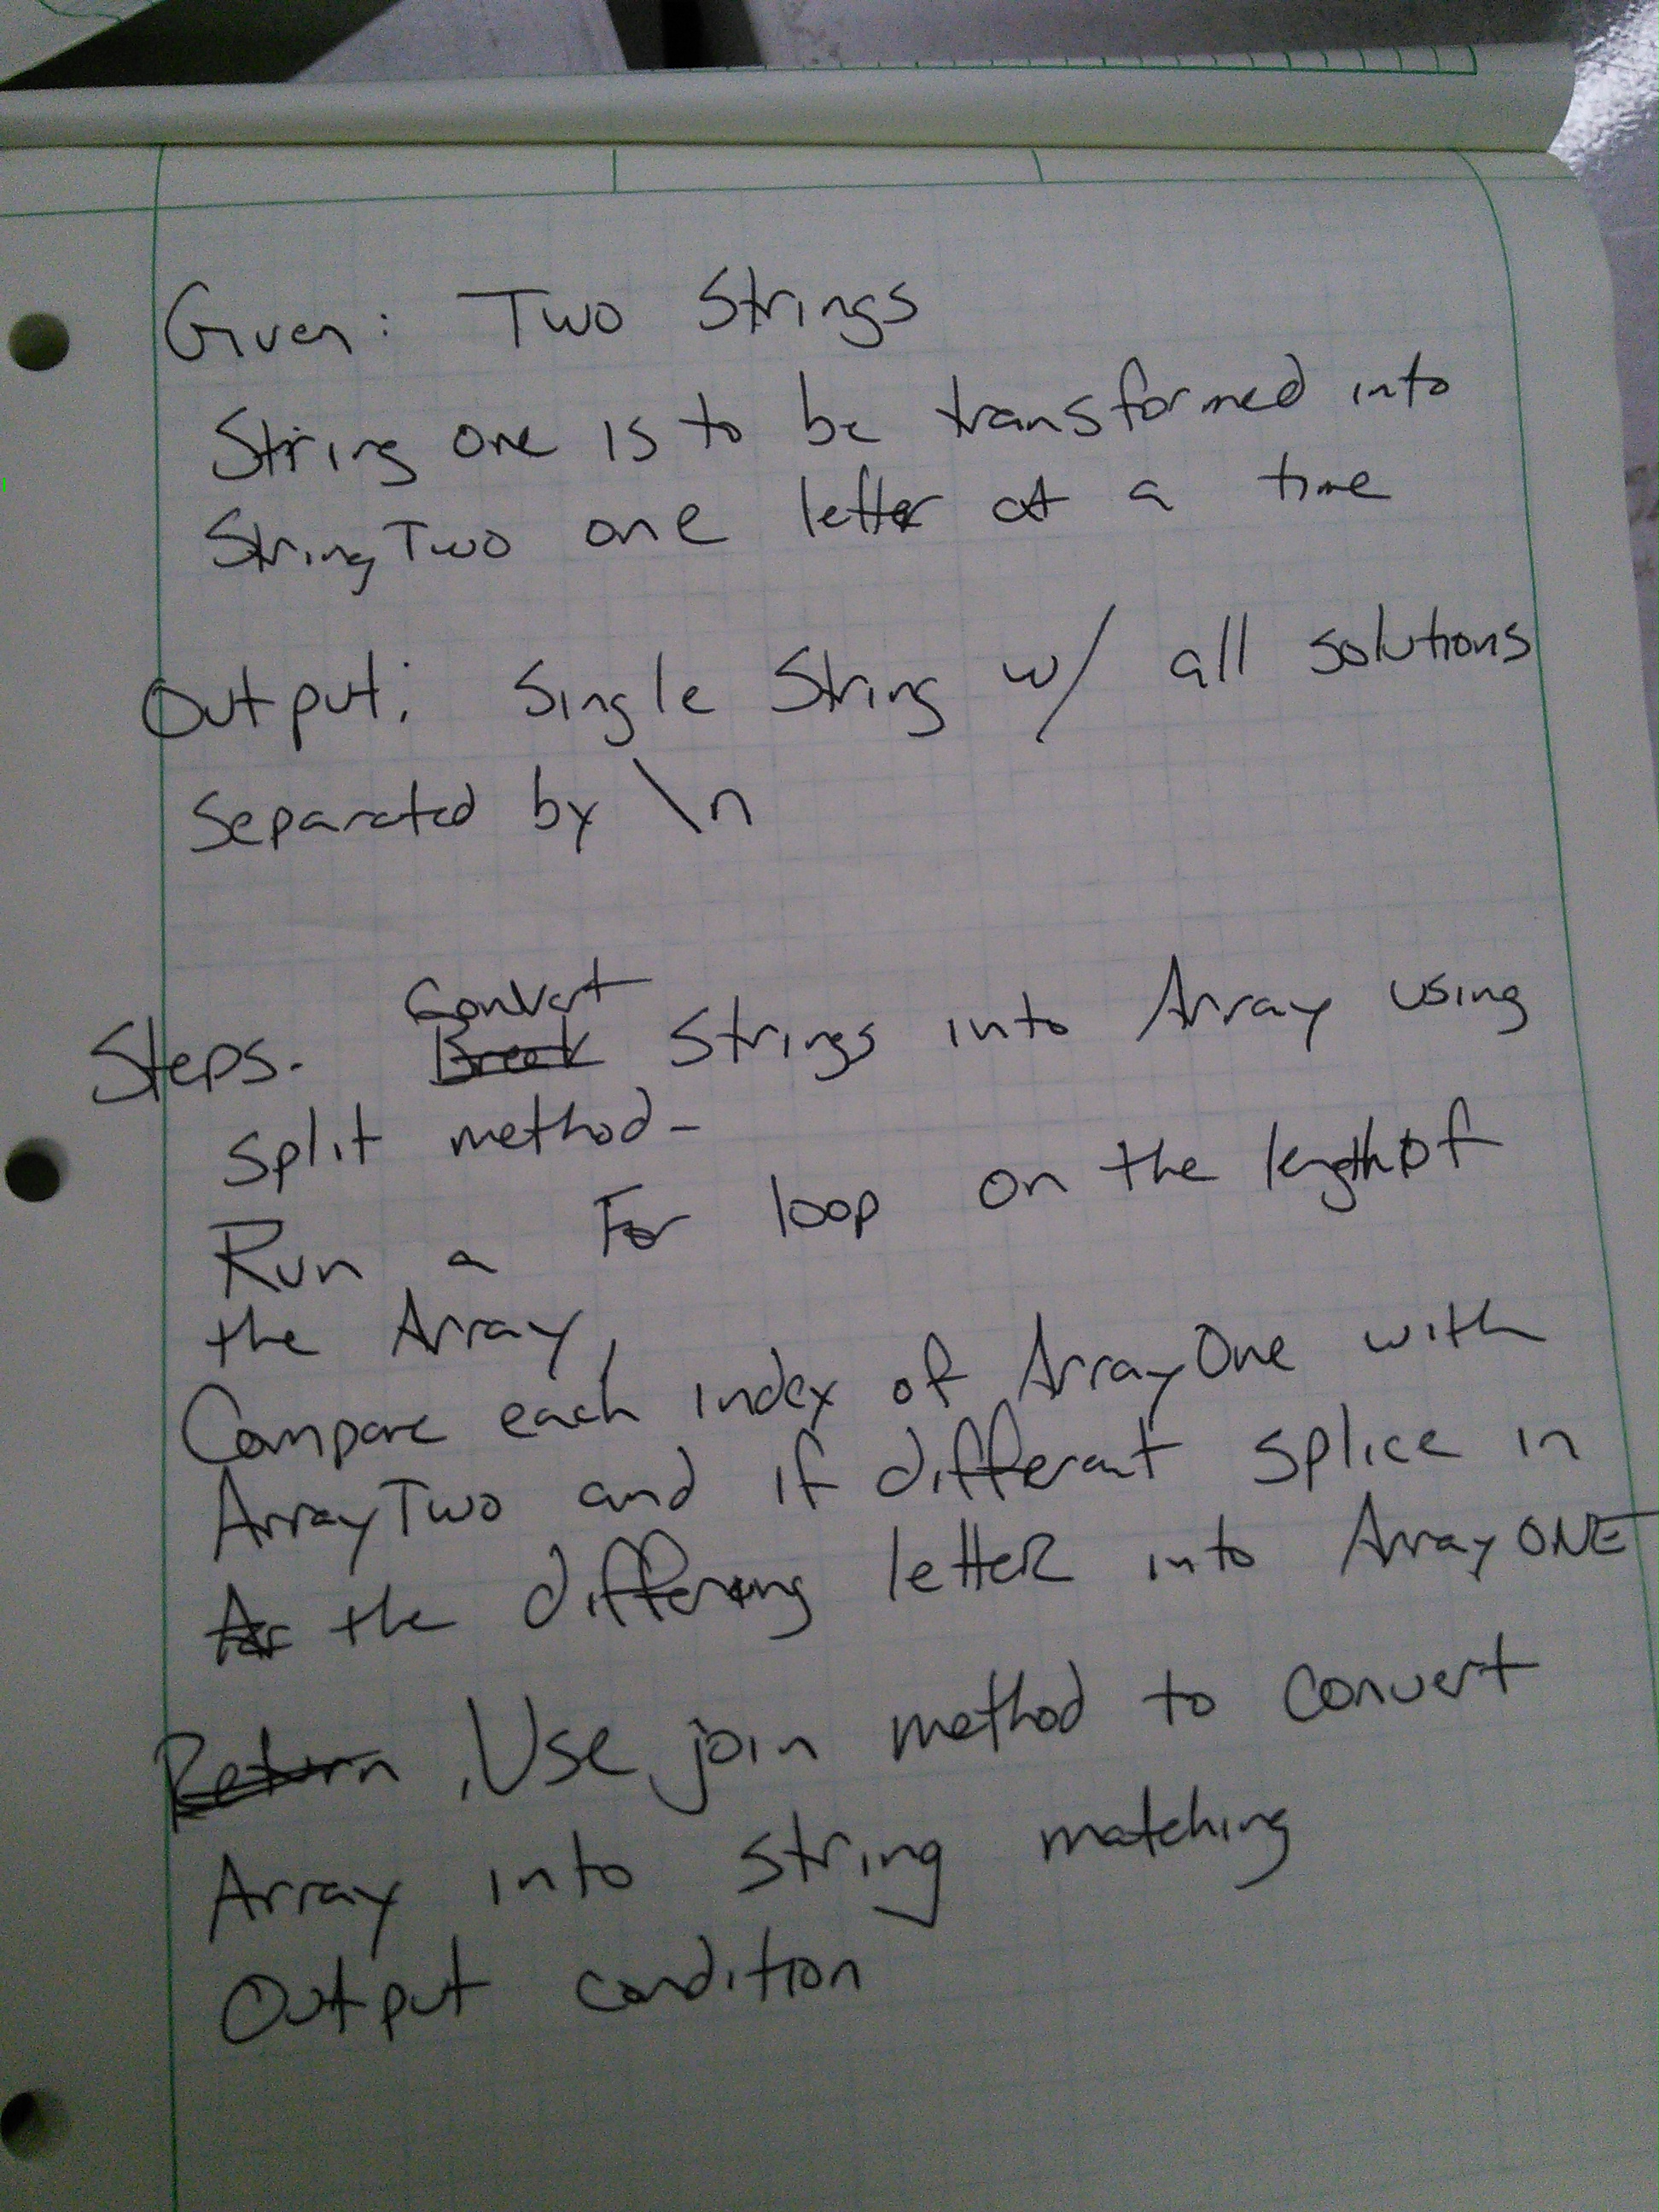 Given: Two Strings
String one is to be transformed into
String Two one letter at a time
Output: Single String w/ all solutions
Separated by \n
Convert
Steps. Break Strings into Array using
split method-
Run a For loop on the length of
the Array,
Compare each index of Array One with
Array Two and if different splice in
the differing letter into Array ONE
Return. Use join method to convert
Array into string matching
Output condition